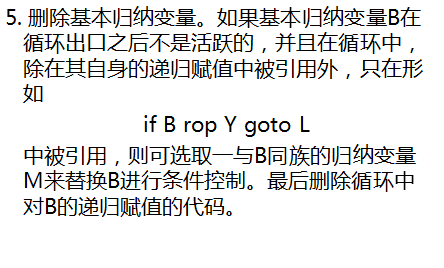 5. 删除基本归纳变量。如果基本归纳变量B在
循环出口之后不是活跃的，并且在循环中，
除在其自身的递归赋值中被引用外，只在形
如
if B rop Y goto L
中被引用，则可选取一与B同族的归纳变量
M来替换B进行条件控制。最后删除循环中
对B的递归赋值的代码。